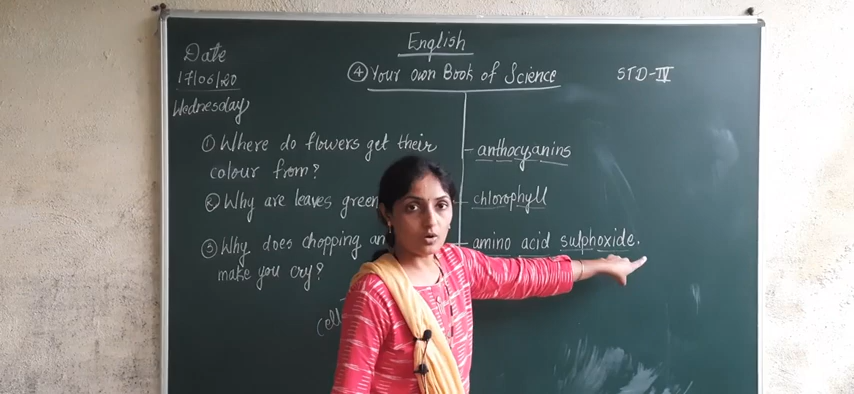 English
Date
17/06/20
Wednesday
④ Your own Book of Science
STD-IV
① Where do flowers get their
colour from?
- anthocyanins
② Why are leaves green
- chlorophyll
③ Why does chopping an
make you cry?
amino acid sulphoxide.
cell